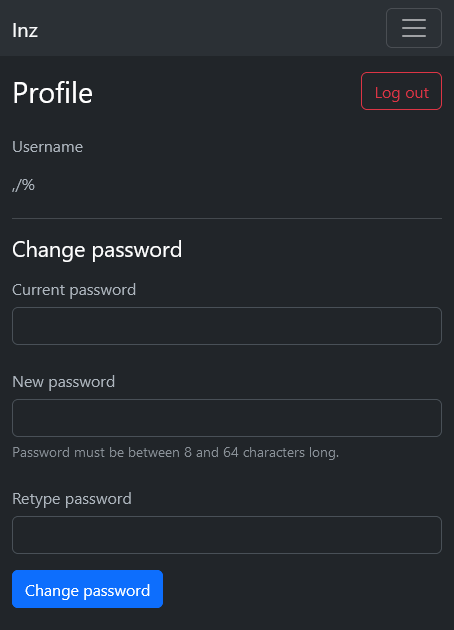 Inz
Profile
Log out
Username
,/%
Change password
Current password
New password
Password must be between 8 and 64 characters long.
Retype password
Change password